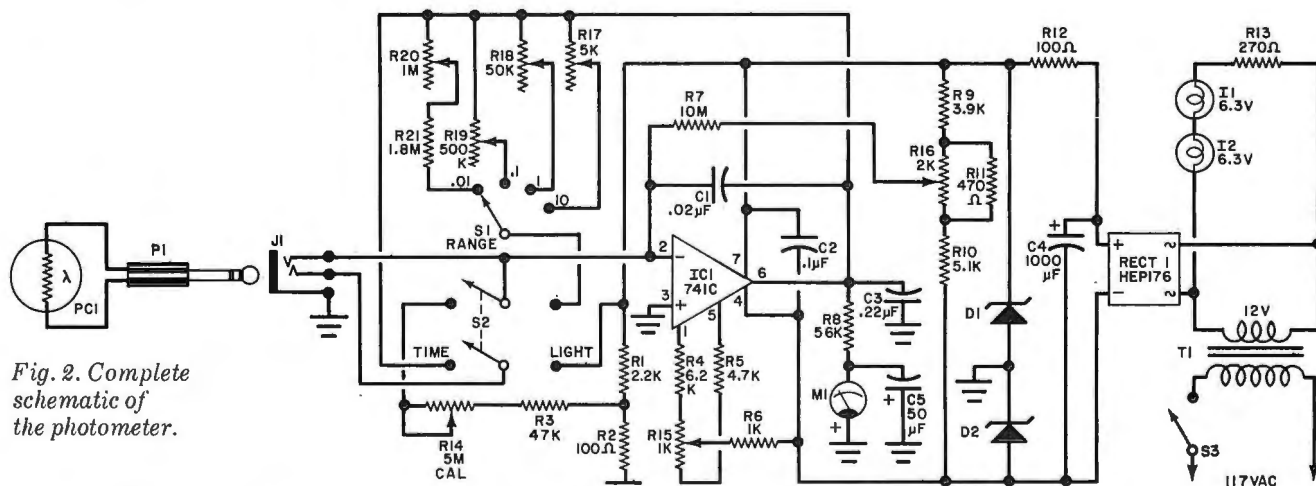 R20
1M
R21
1.8M
R19
500
K
R18
50K
R17
5K
.01
.1
1
10
S1
RANGE
R7
10M
C1
.02µF
R9
3.9K
R16
2K
R11
470
Ω
R10
5.1K
R12
100Ω
R13
270Ω
I1
6.3V
I2
6.3V
λ
PC1
P1
J1
S2
TIME
LIGHT
R14
5M
CAL
R3
47K
R1
2.2K
R2
100Ω
2
3
−
+
IC1
741C
7
6
4
5
1
C2
.1µF
C3
.22µF
R4
6.2
K
R5
4.7K
R15
1K
R6
1K
R8
56K
M1
+
C5
50
µF
+
D1
D2
C4
1000
µF
+
+
−
RECT 1
HEP176
12V
T1
S3
117VAC
Fig. 2. Complete
schematic of
the photometer.